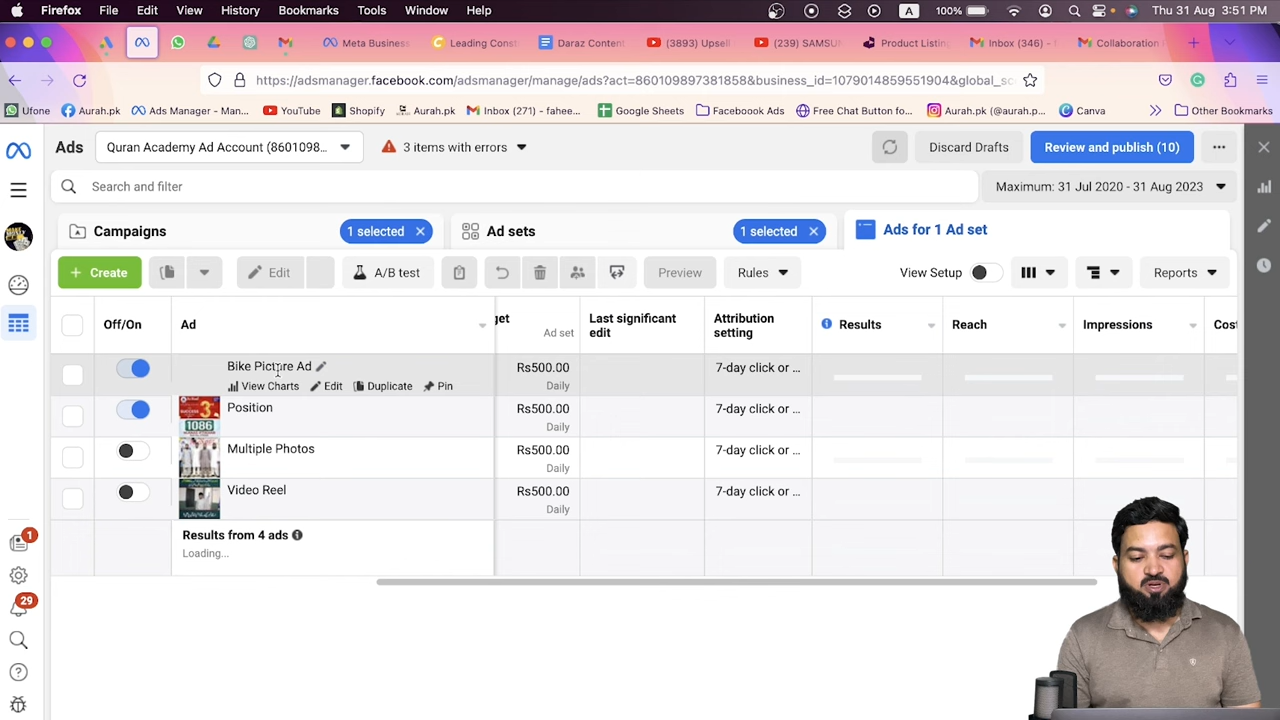 Firefox File Edit View History Bookmarks Tools Window Help A 100% Thu 31 Aug 3:51 PM
Meta Business Leading Const Daraz Content (3893) Upsell (239) SAMSU Product Listing Inbox (346) - Collaboration
https://adsmanager.facebook.com/adsmanager/manage/ads?act=860109897381858&business_id=1079014859551904&global_sc
Ufone Facebook Aurah.pk Ads Manager - Man... YouTube Shopify Aurah.pk Inbox (271) - fahee... Google Sheets Faceboook Ads Free Chat Button fo... Aurah.pk (@aurah.p... Canva Other Bookmarks
Ads Quran Academy Ad Account (8601098... 3 items with errors Discard Drafts Review and publish (10)
Search and filter Maximum: 31 Jul 2020 - 31 Aug 2023
Campaigns 1 selected Ad sets 1 selected Ads for 1 Ad set
+ Create Edit A/B test Preview Rules View Setup Reports
Off/On Ad get Ad set Last significant edit Attribution setting Results Reach Impressions Cost
Bike Picture Ad Rs500.00 7-day click or ...
View Charts Edit Duplicate Pin Daily
Position Rs500.00 7-day click or ...
Daily
1086
Multiple Photos Rs500.00 7-day click or ...
Daily
Video Reel Rs500.00 7-day click or ...
Daily
Results from 4 ads
Loading...
1
29